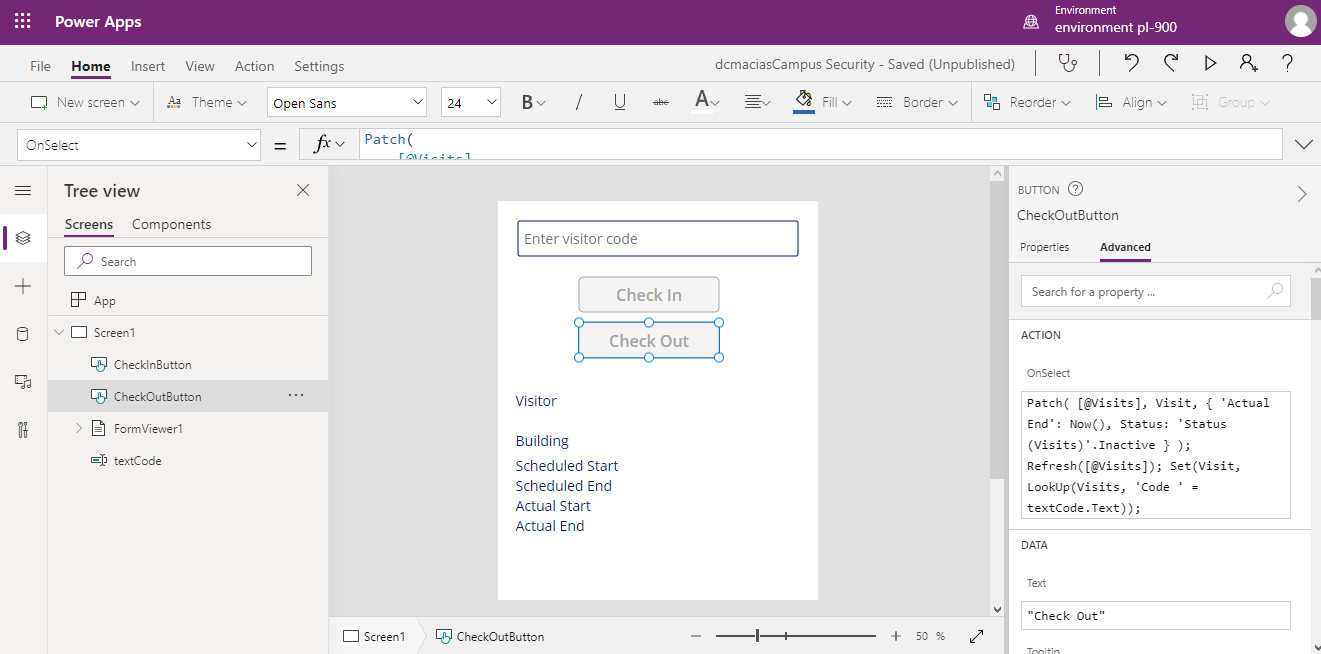 Power Apps
Environment
environment pl-900
File Home Insert View Action Settings
dcmaciasCampus Security - Saved (Unpublished)
New screen Theme Open Sans 24 B / U abc A Fill Border Reorder Align Group
OnSelect = fx Patch(
[@Visits]
Tree view
Screens Components
Search
App
Screen1
CheckInButton
CheckOutButton
FormViewer1
textCode
Enter visitor code
Check In
Check Out
Visitor
Building
Scheduled Start
Scheduled End
Actual Start
Actual End
Screen1 CheckOutButton
50 %
BUTTON
CheckOutButton
Properties Advanced
Search for a property ...
ACTION
OnSelect
Patch( [@Visits], Visit, { 'Actual
End': Now(), Status: 'Status
(Visits)'.Inactive } );
Refresh([@Visits]); Set(Visit,
LookUp(Visits, 'Code ' =
textCode.Text));
DATA
Text
"Check Out"
Tooltip